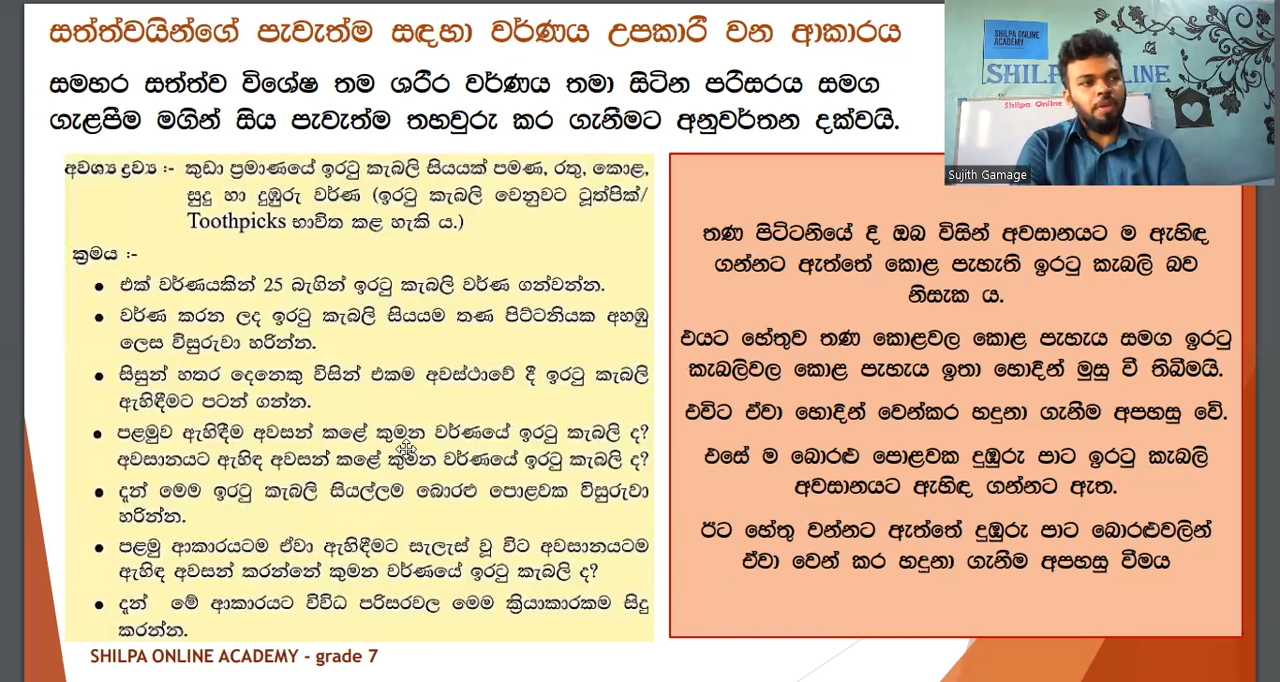 සත්ත්වයින්ගේ පැවැත්ම සඳහා වර්ණය උපකාරී වන ආකාරය
සමහර සත්ත්ව විශේෂ තම ශරීර වර්ණය තමා සිටින පරිසරය සමග
ගැළපීම මගින් සිය පැවැත්ම තහවුරු කර ගැනීමට අනුවර්තන දක්වයි.
SHILPA ONLINE
ACADEMY
SHILPA ONLINE
Shilpa Online
Sujith Gamage
අවශ්‍ය ද්‍රව්‍ය :- කුඩා ප්‍රමාණයේ ඉරටු කැබලි සියයක් පමණ, රතු, කොළ,
සුදු හා දුඹුරු වර්ණ (ඉරටු කැබලි වෙනුවට ටූත්පික්/
Toothpicks භාවිත කළ හැකි ය.)
ක්‍රමය :-
• එක් වර්ණයකින් 25 බැගින් ඉරටු කැබලි වර්ණ ගන්වන්න.
• වර්ණ කරන ලද ඉරටු කැබලි සියයම තණ පිට්ටනියක අහඹු
ලෙස විසුරුවා හරින්න.
• සිසුන් හතර දෙනෙකු විසින් එකම අවස්ථාවේ දී ඉරටු කැබලි
ඇහිඳීමට පටන් ගන්න.
• පළමුව ඇහිඳීම අවසන් කළේ කුමන වර්ණයේ ඉරටු කැබලි ද?
අවසානයට ඇහිඳ අවසන් කළේ කුමන වර්ණයේ ඉරටු කැබලි ද?
• දැන් මෙම ඉරටු කැබලි සියල්ලම බොරළු පොළවක විසුරුවා
හරින්න.
• පළමු ආකාරයටම ඒවා ඇහිඳීමට සැලැස් වූ විට අවසානයටම
ඇහිඳ අවසන් කරන්නේ කුමන වර්ණයේ ඉරටු කැබලි ද?
• දැන් මේ ආකාරයට විවිධ පරිසරවල මෙම ක්‍රියාකාරකම සිදු
කරන්න.
තණ පිට්ටනියේ දී ඔබ විසින් අවසානයට ම ඇහිඳ
ගන්නට ඇත්තේ කොළ පැහැති ඉරටු කැබලි බව
නිසැක ය.
එයට හේතුව තණ කොළවල කොළ පැහැය සමග ඉරටු
කැබලිවල කොළ පැහැය ඉතා හොදින් මුසු වී තිබීමයි.
එවිට ඒවා හොදින් වෙන්කර හදුනා ගැනීම අපහසු වේ.
එසේ ම බොරළු පොළවක දුඹුරු පාට ඉරටු කැබලි
අවසානයට ඇහිඳ ගන්නට ඇත.
ඊට හේතු වන්නට ඇත්තේ දුඹුරු පාට බොරළුවලින්
ඒවා වෙන් කර හදුනා ගැනීම අපහසු වීමය
SHILPA ONLINE ACADEMY - grade 7